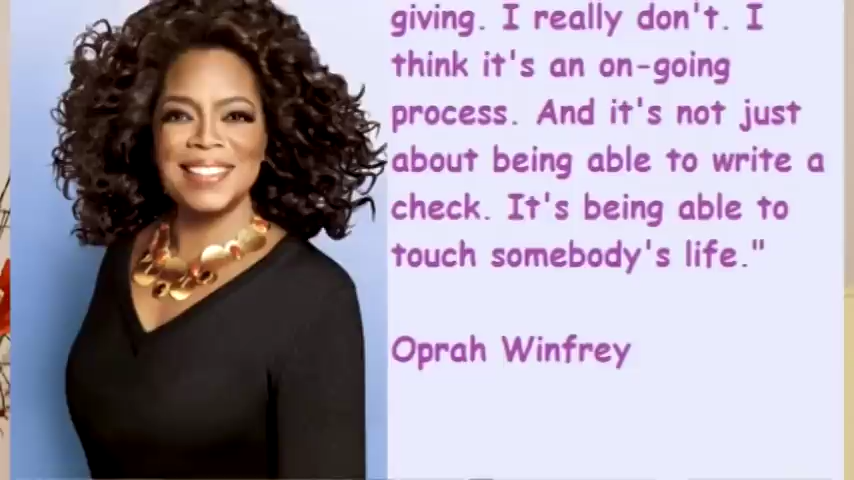 giving. I really don't. I
think it's an on-going
process. And it's not just
about being able to write a
check. It's being able to
touch somebody's life."
Oprah Winfrey